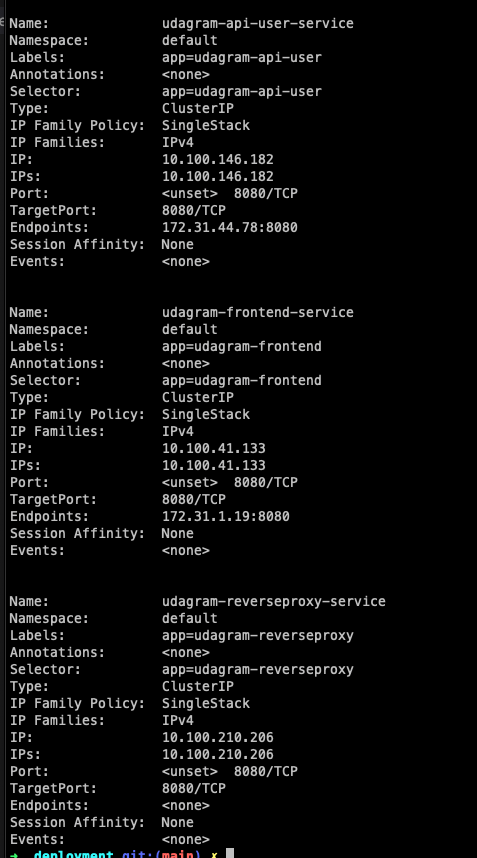 Name: udagram-api-user-service
Namespace: default
Labels: app=udagram-api-user
Annotations: <none>
Selector: app=udagram-api-user
Type: ClusterIP
IP Family Policy: SingleStack
IP Families: IPv4
IP: 10.100.146.182
IPs: 10.100.146.182
Port: <unset> 8080/TCP
TargetPort: 8080/TCP
Endpoints: 172.31.44.78:8080
Session Affinity: None
Events: <none>
Name: udagram-frontend-service
Namespace: default
Labels: app=udagram-frontend
Annotations: <none>
Selector: app=udagram-frontend
Type: ClusterIP
IP Family Policy: SingleStack
IP Families: IPv4
IP: 10.100.41.133
IPs: 10.100.41.133
Port: <unset> 8080/TCP
TargetPort: 8080/TCP
Endpoints: 172.31.1.19:8080
Session Affinity: None
Events: <none>
Name: udagram-reverseproxy-service
Namespace: default
Labels: app=udagram-reverseproxy
Annotations: <none>
Selector: app=udagram-reverseproxy
Type: ClusterIP
IP Family Policy: SingleStack
IP Families: IPv4
IP: 10.100.210.206
IPs: 10.100.210.206
Port: <unset> 8080/TCP
TargetPort: 8080/TCP
Endpoints: <none>
Session Affinity: None
Events: <none>
➜ deployment git:(main) ✗